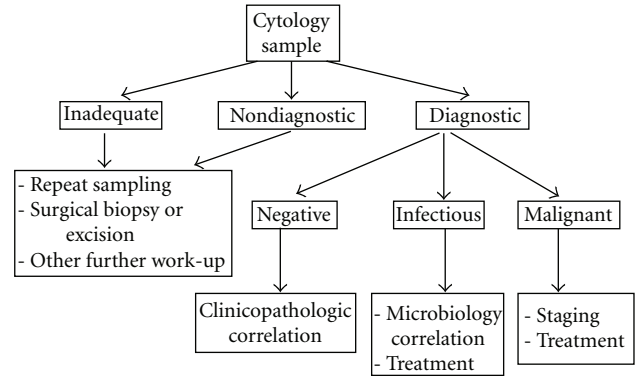 Cytology
sample
Inadequate
Nondiagnostic
Diagnostic
- Repeat sampling
- Surgical biopsy or
excision
- Other further work-up
Negative
Infectious
Malignant
Clinicopathologic
correlation
- Microbiology
correlation
- Treatment
- Staging
- Treatment